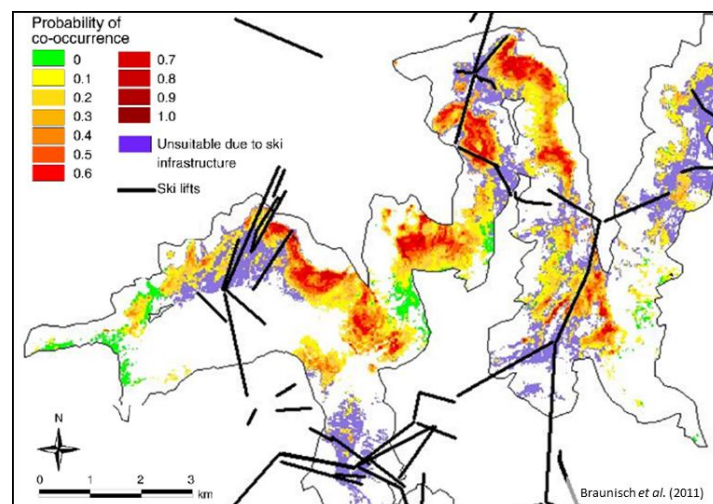 Probability of
co-occurrence
0
0.1
0.2
0.3
0.4
0.5
0.6
0.7
0.8
0.9
1.0
Unsuitable due to ski
infrastructure
Ski lifts
N
0 1 2 3
km
Braunisch et al. (2011)